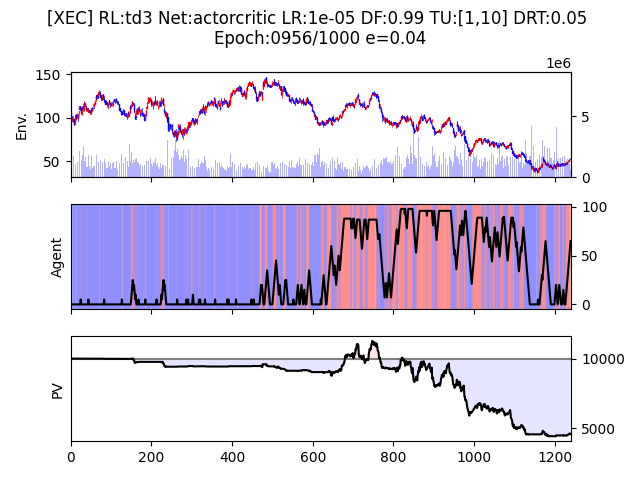 [XEC] RL:td3 Net:actorcritic LR:1e-05 DF:0.99 TU:[1,10] DRT:0.05
Epoch:0956/1000 e=0.04
1e6
150
100
50
Env.
5
0
Agent
100
50
0
PV
10000
5000
0 200 400 600 800 1000 1200